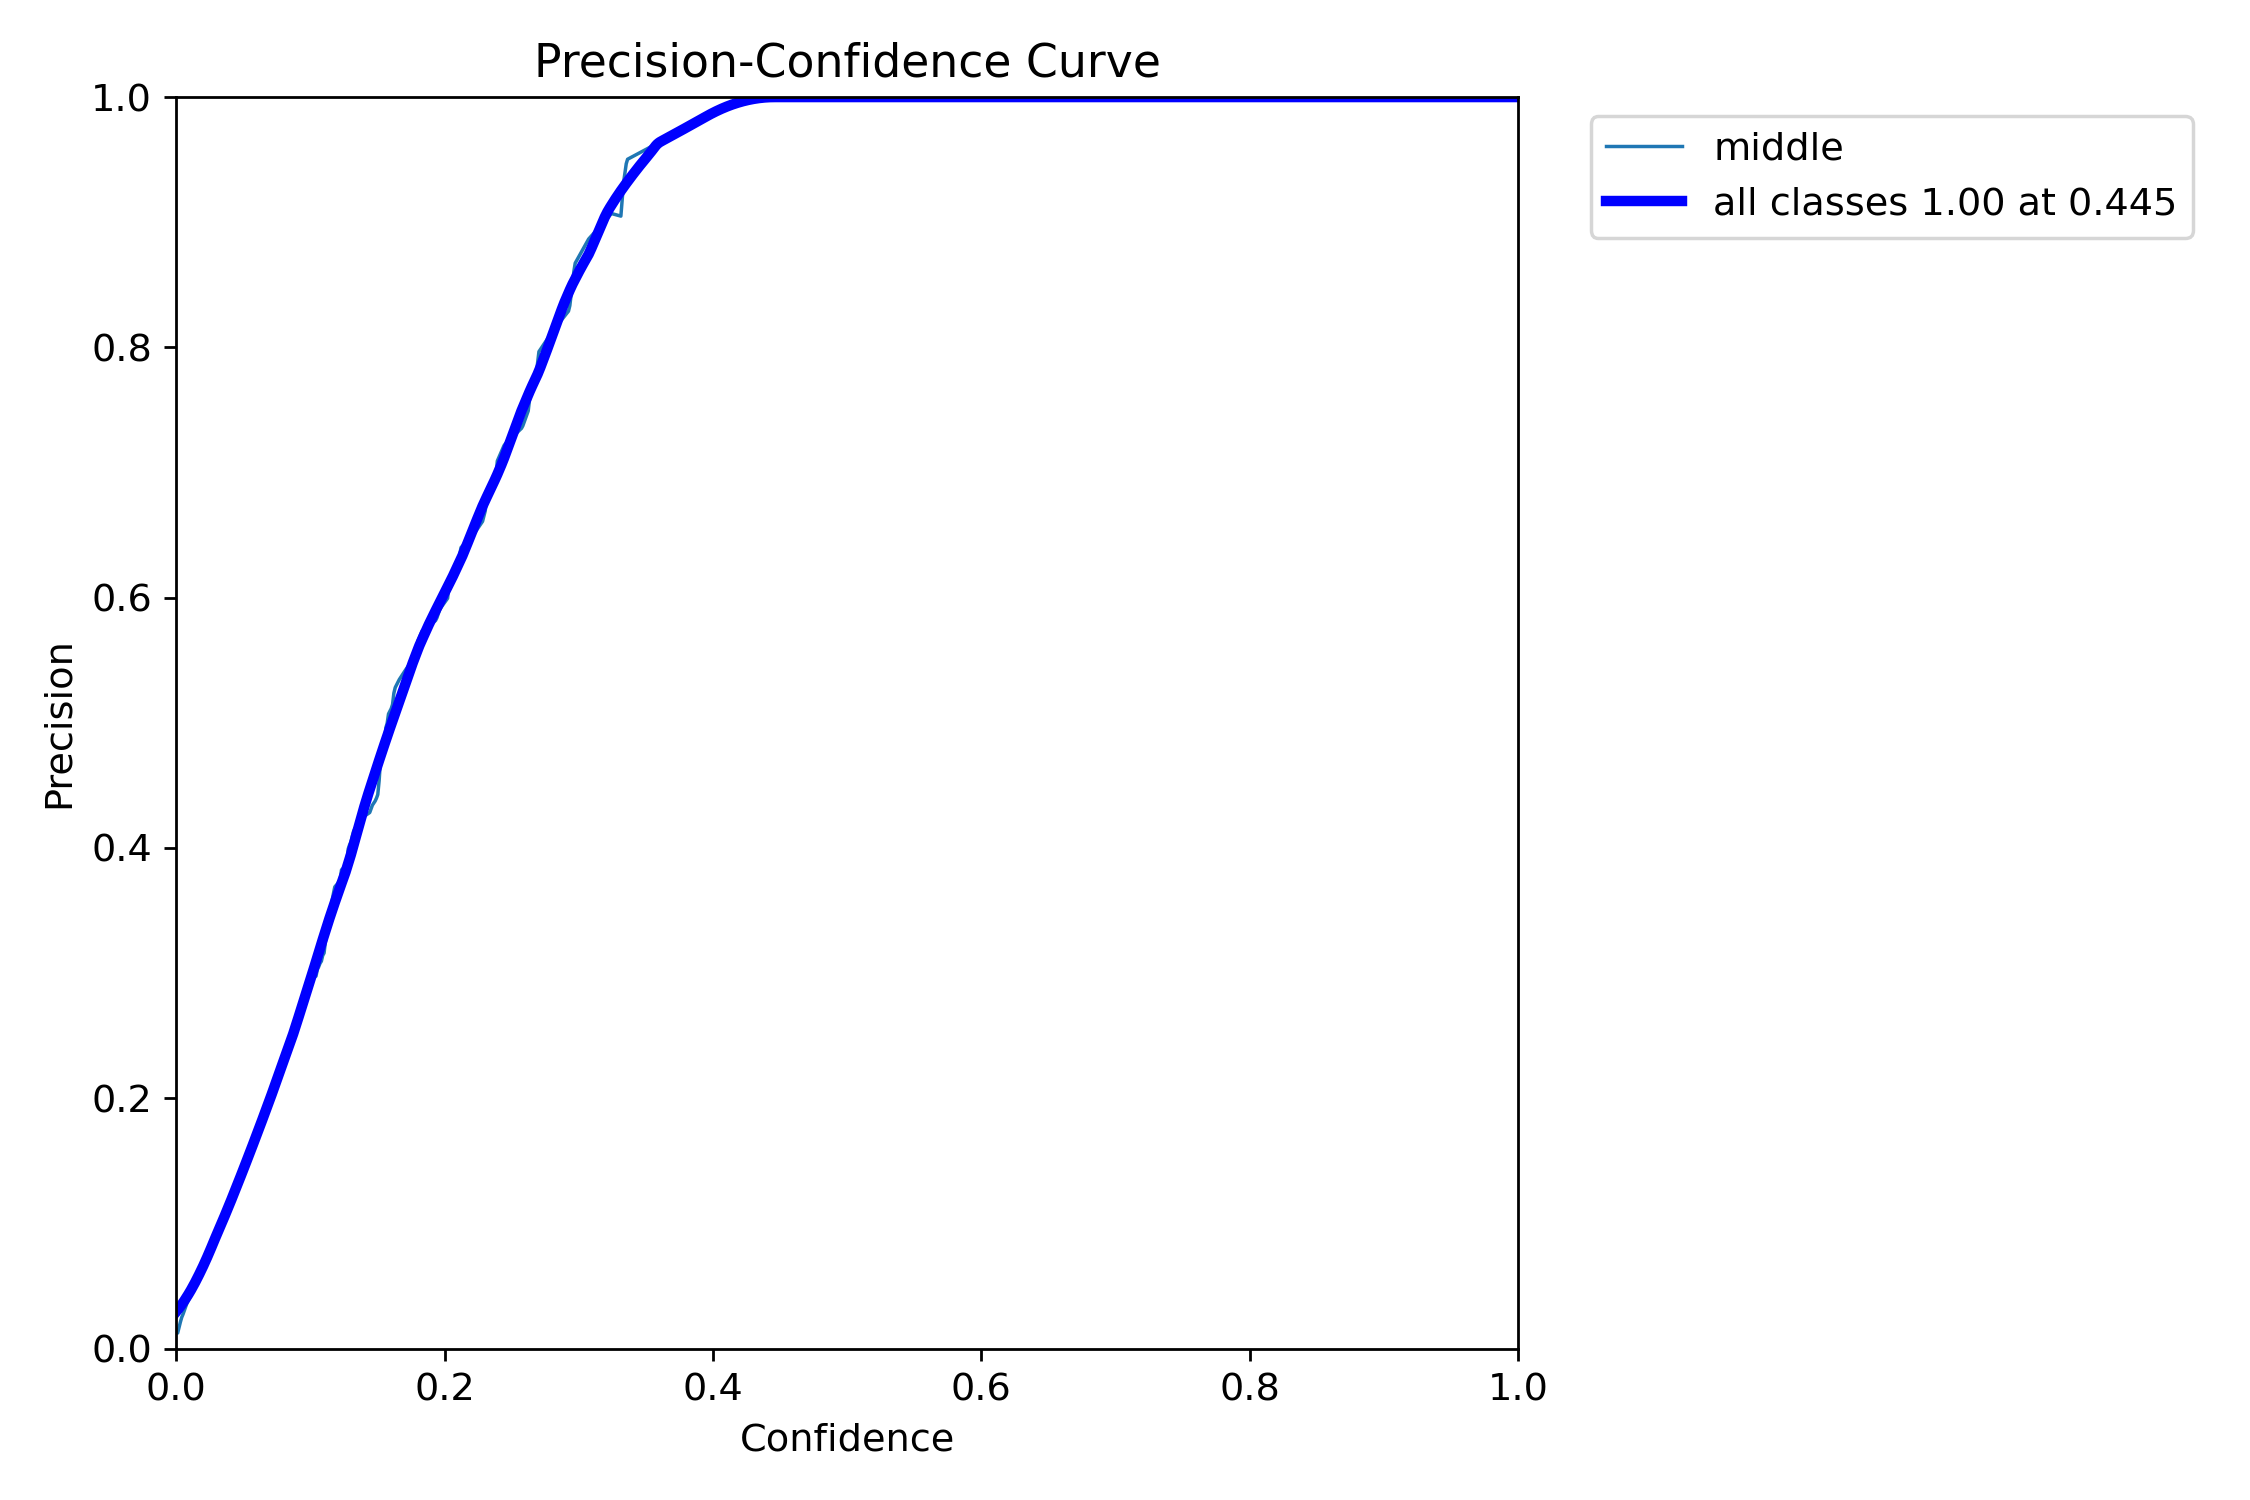 Precision-Confidence Curve
1.0
0.8
0.6
0.4
0.2
0.0
Precision
0.0 0.2 0.4 0.6 0.8 1.0
Confidence
middle
all classes 1.00 at 0.445